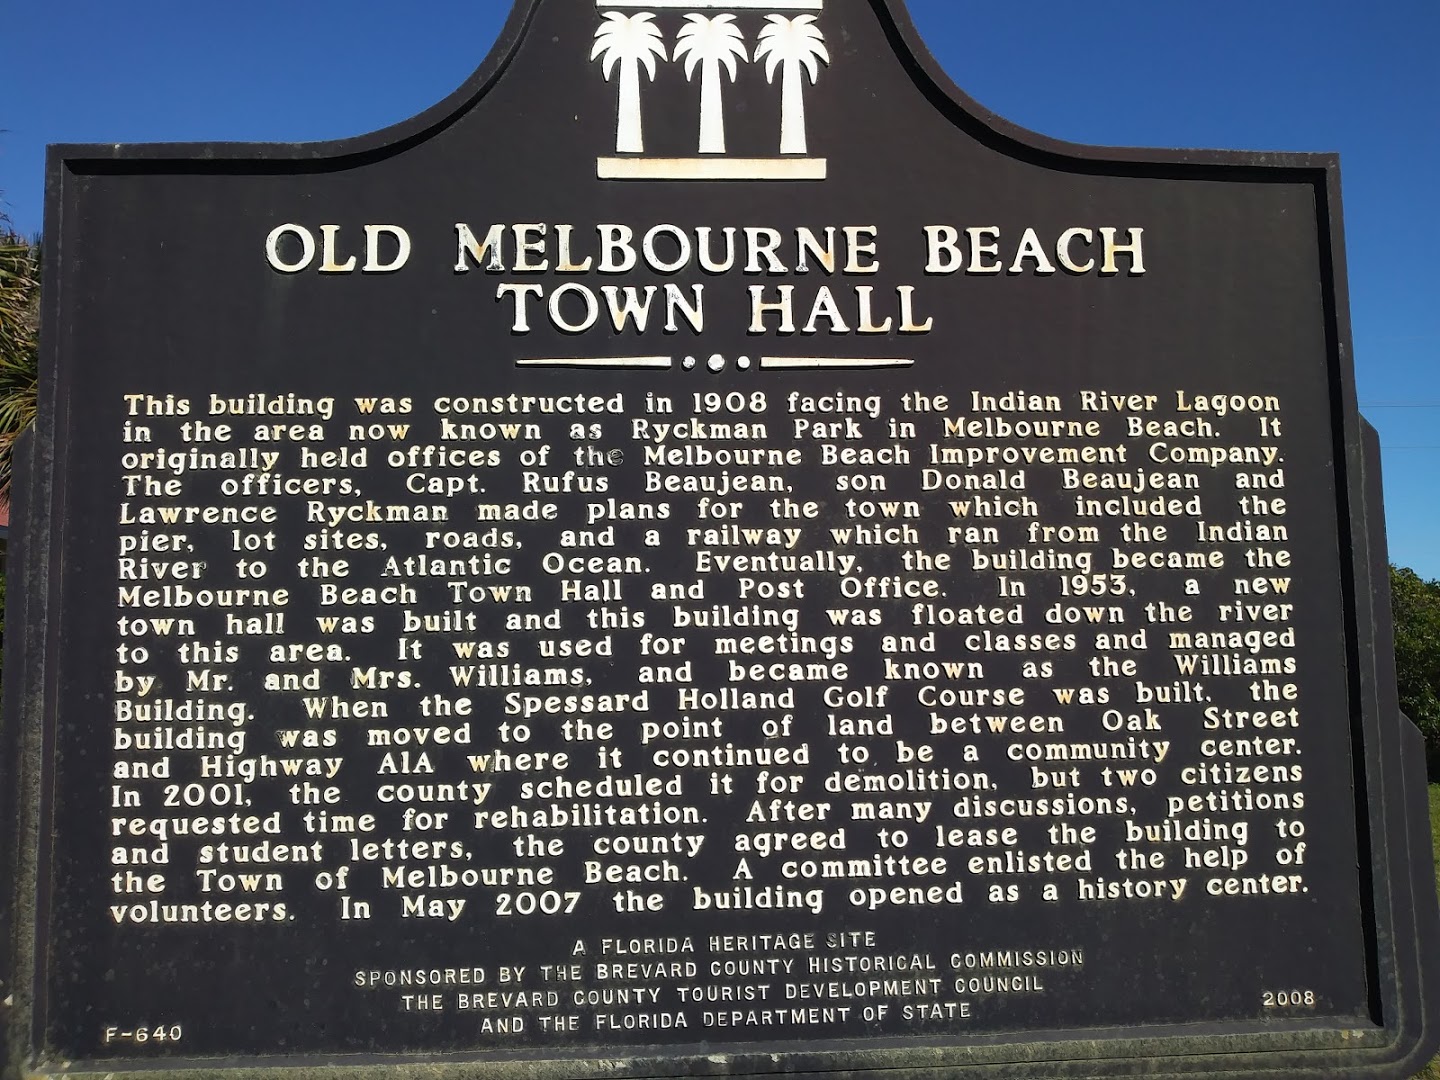 OLD MELBOURNE BEACH
TOWN HALL
This building was constructed in 1908 facing the Indian River Lagoon
in the area now known as Ryckman Park in Melbourne Beach. It
originally held offices of the Melbourne Beach Improvement Company.
The officers, Capt. Rufus Beaujean, son Donald Beaujean and
Lawrence Ryckman made plans for the town which included the
pier, lot sites, roads, and a railway which ran from the Indian
River to the Atlantic Ocean. Eventually, the building became the
Melbourne Beach Town Hall and Post Office. In 1953, a new
town hall was built and this building was floated down the river
to this area. It was used for meetings and classes and managed
by Mr. and Mrs. Williams, and became known as the Williams
Building. When the Spessard Holland Golf Course was built, the
building was moved to the point of land between Oak Street
and Highway A1A where it continued to be a community center.
In 2001, the county scheduled it for demolition, but two citizens
requested time for rehabilitation. After many discussions, petitions
and student letters, the county agreed to lease the building to
the Town of Melbourne Beach. A committee enlisted the help of
volunteers. In May 2007 the building opened as a history center.
A FLORIDA HERITAGE SITE
SPONSORED BY THE BREVARD COUNTY HISTORICAL COMMISSION
THE BREVARD COUNTY TOURIST DEVELOPMENT COUNCIL
AND THE FLORIDA DEPARTMENT OF STATE
F-640
2008